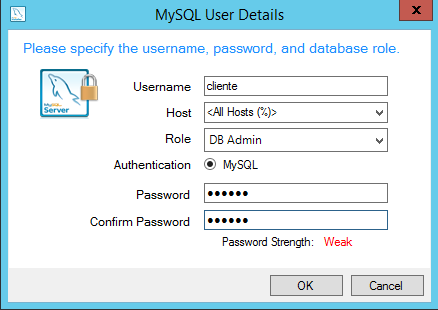 MySQL User Details
X
Please specify the username, password, and database role.
MySQL
Server
Username cliente
Host <All Hosts (%)>
Role DB Admin
Authentication MySQL
Password ●●●●●●
Confirm Password ●●●●●●
Password Strength: Weak
OK Cancel